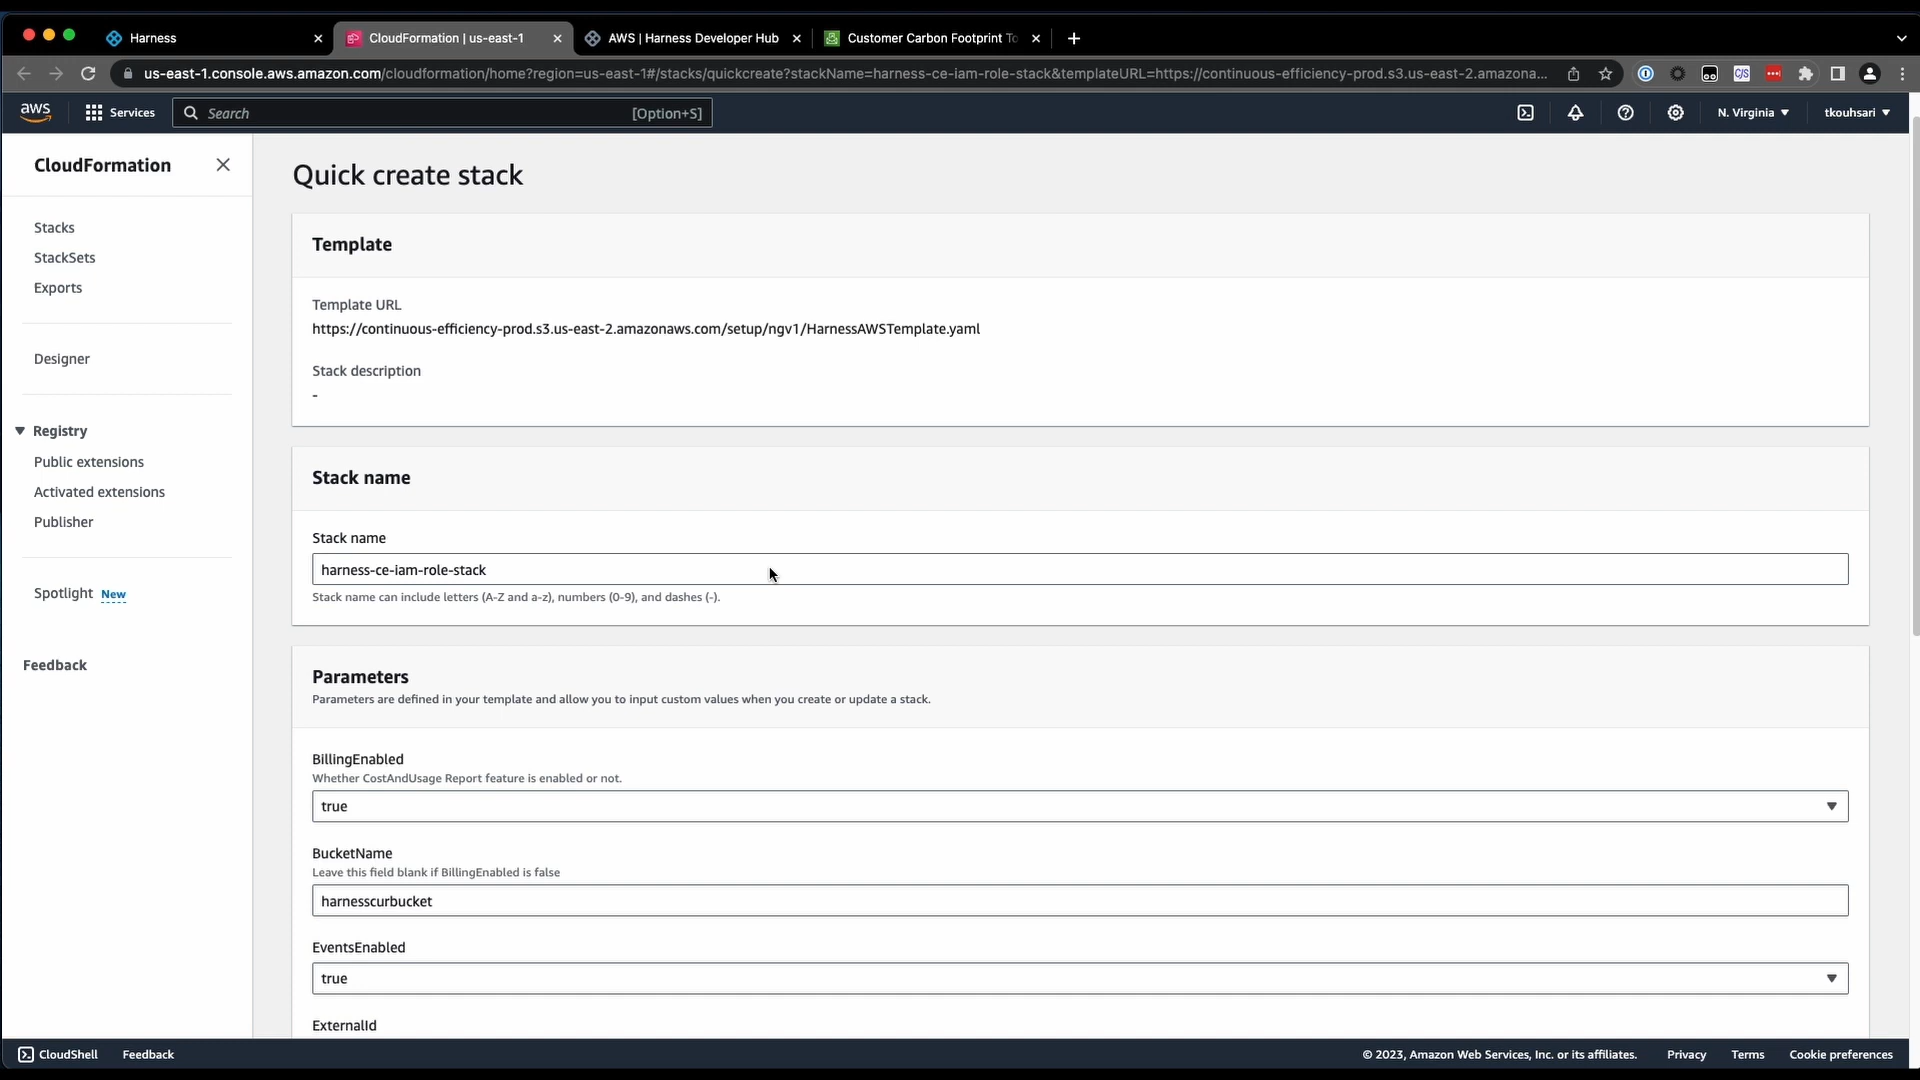 Harness
CloudFormation | us-east-1
AWS | Harness Developer Hub
Customer Carbon Footprint To
us-east-1.console.aws.amazon.com/cloudformation/home?region=us-east-1#/stacks/quickcreate?stackName=harness-ce-iam-role-stack&templateURL=https://continuous-efficiency-prod.s3.us-east-2.amazona...
aws
Services
Search
[Option+S]
N. Virginia
tkouhsari
CloudFormation
Stacks
StackSets
Exports
Designer
Registry
Public extensions
Activated extensions
Publisher
Spotlight New
Feedback
Quick create stack
Template
Template URL
https://continuous-efficiency-prod.s3.us-east-2.amazonaws.com/setup/ngv1/HarnessAWSTemplate.yaml
Stack description
-
Stack name
Stack name
harness-ce-iam-role-stack
Stack name can include letters (A-Z and a-z), numbers (0-9), and dashes (-).
Parameters
Parameters are defined in your template and allow you to input custom values when you create or update a stack.
BillingEnabled
Whether CostAndUsage Report feature is enabled or not.
true
BucketName
Leave this field blank if BillingEnabled is false
harnesscurbucket
EventsEnabled
true
ExternalId
CloudShell
Feedback
© 2023, Amazon Web Services, Inc. or its affiliates.
Privacy
Terms
Cookie preferences